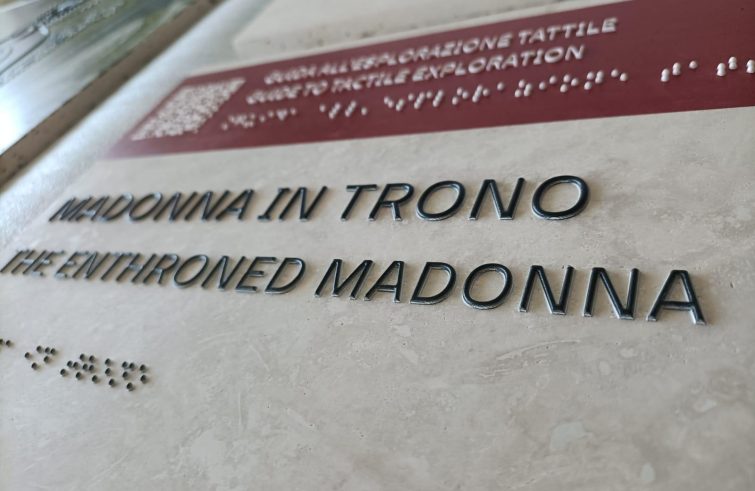 GUIDA ALL'ESPLORAZIONE TATTILE
GUIDE TO TACTILE EXPLORATION
MADONNA IN TRONO
THE ENTHRONED MADONNA